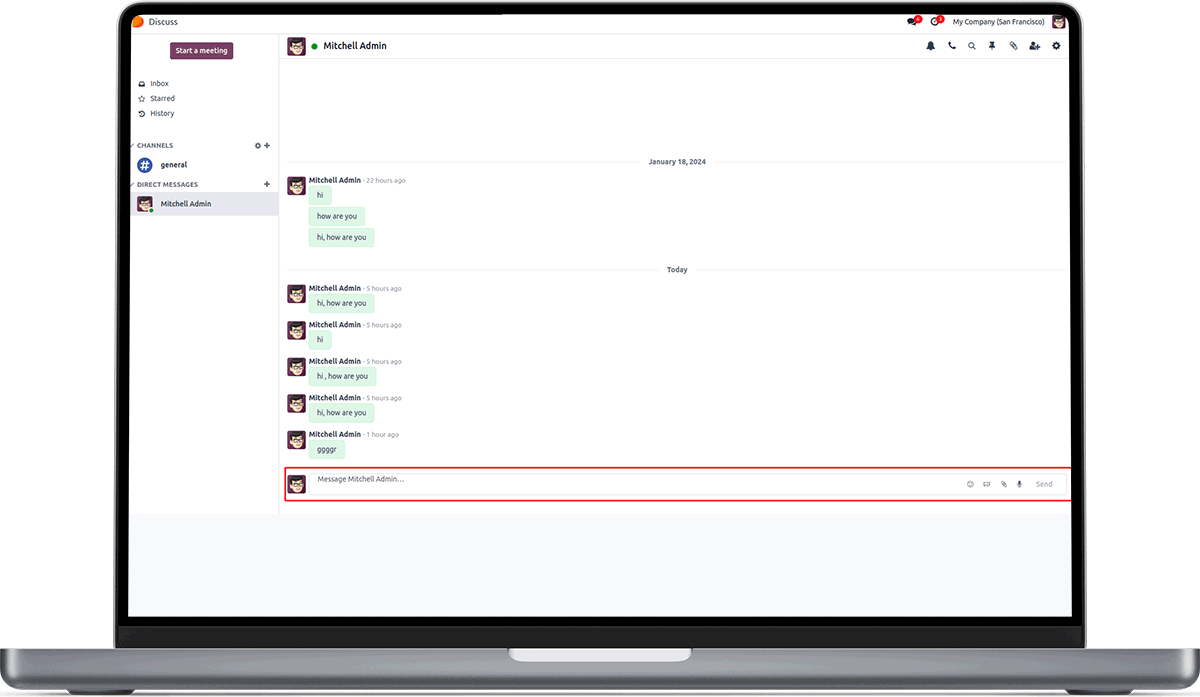 Discuss
My Company (San Francisco)
Start a meeting
Mitchell Admin
Inbox
Starred
History
CHANNELS
general
DIRECT MESSAGES
Mitchell Admin
January 18, 2024
Mitchell Admin - 22 hours ago
hi
how are you
hi, how are you
Today
Mitchell Admin - 5 hours ago
hi, how are you
Mitchell Admin - 5 hours ago
hi
Mitchell Admin - 5 hours ago
hi , how are you
Mitchell Admin - 5 hours ago
hi, how are you
Mitchell Admin - 1 hour ago
ggggr
Message Mitchell Admin...
Send